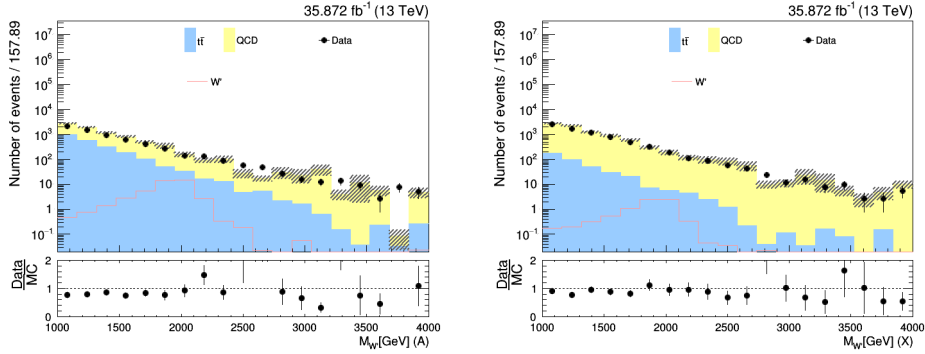 35.872 fb⁻¹ (13 TeV)
Number of events / 157.89
10⁷
10⁶
10⁵
10⁴
10³
10²
10
1
10⁻¹
tt̄
QCD
Data
W'
Data
MC
2
1
0
1000 1500 2000 2500 3000 3500 4000
M_W'[GeV] (A)
35.872 fb⁻¹ (13 TeV)
Number of events / 157.89
10⁷
10⁶
10⁵
10⁴
10³
10²
10
1
10⁻¹
tt̄
QCD
Data
W'
Data
MC
2
1
0
1000 1500 2000 2500 3000 3500 4000
M_W'[GeV] (X)